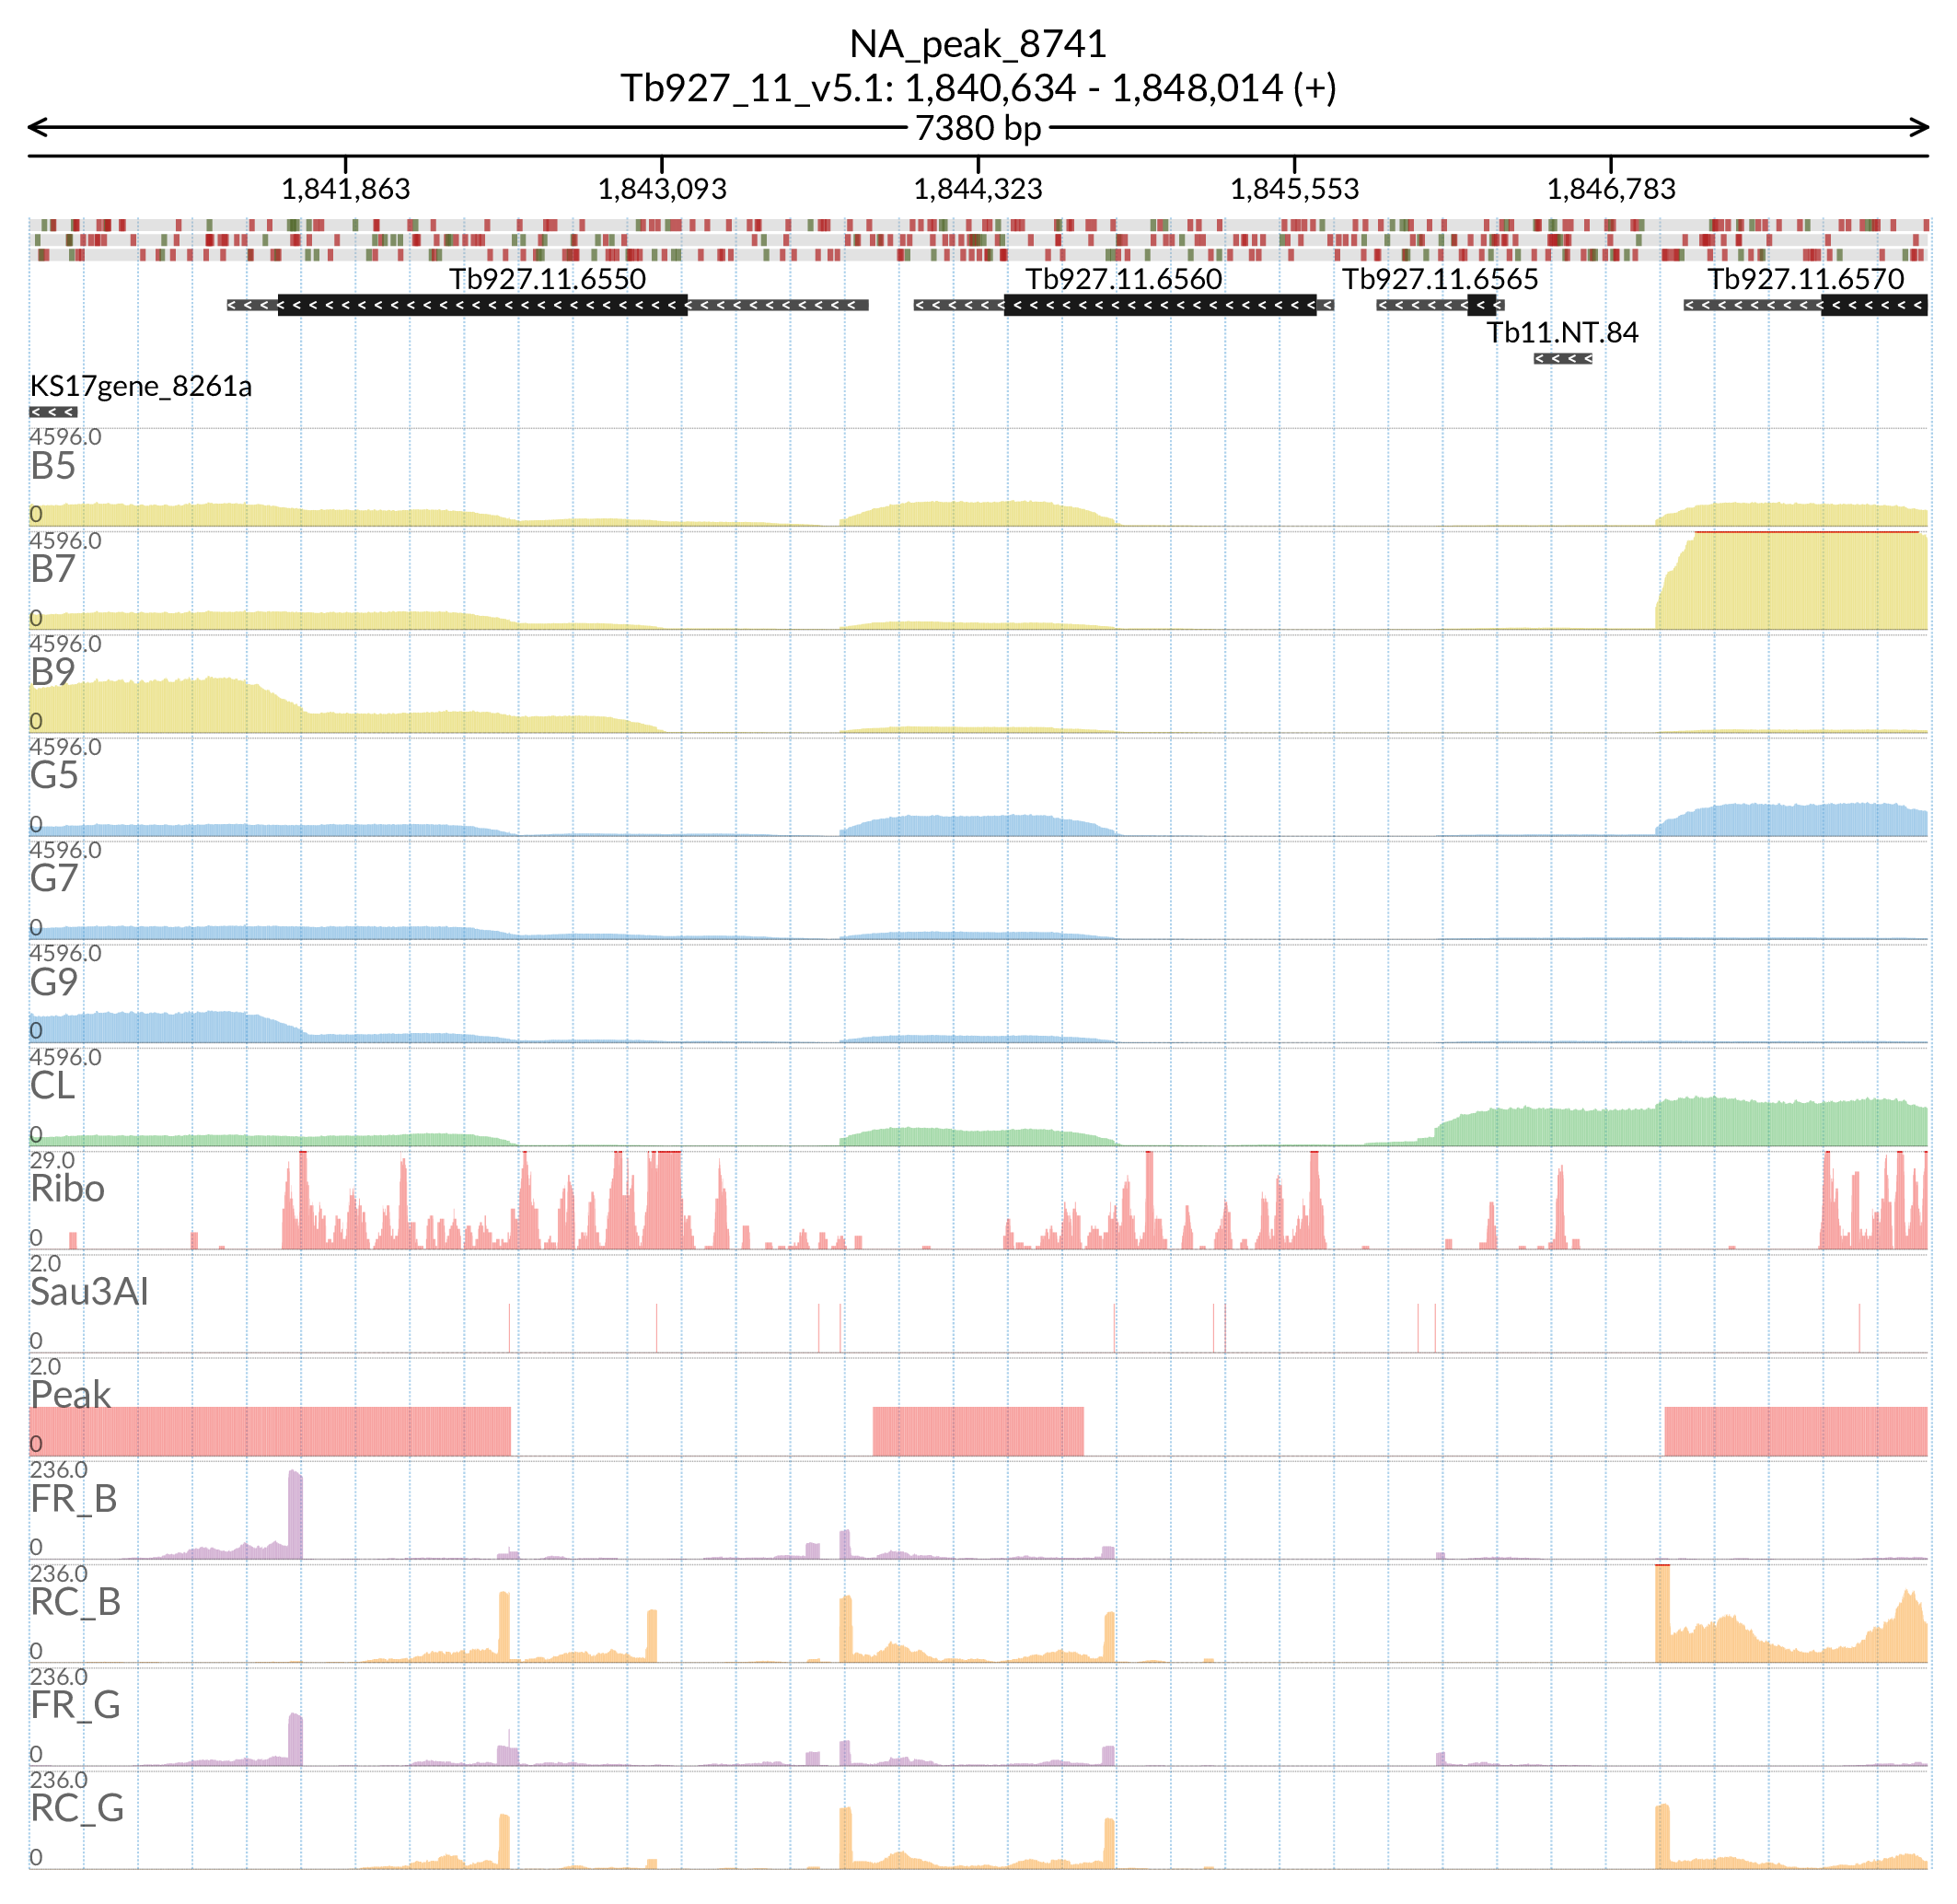 NA_peak_8741
Tb927_11_v5.1: 1,840,634 - 1,848,014 (+)
7380 bp
1,841,863 1,843,093 1,844,323 1,845,553 1,846,783
Tb927.11.6550 Tb927.11.6560 Tb927.11.6565 Tb927.11.6570
Tb11.NT.84
KS17gene_8261a
4596.0
B5
0
4596.0
B7
0
4596.0
B9
0
4596.0
G5
0
4596.0
G7
0
4596.0
G9
0
4596.0
CL
0
29.0
Ribo
0
2.0
Sau3AI
0
2.0
Peak
0
236.0
FR_B
0
236.0
RC_B
0
236.0
FR_G
0
236.0
RC_G
0